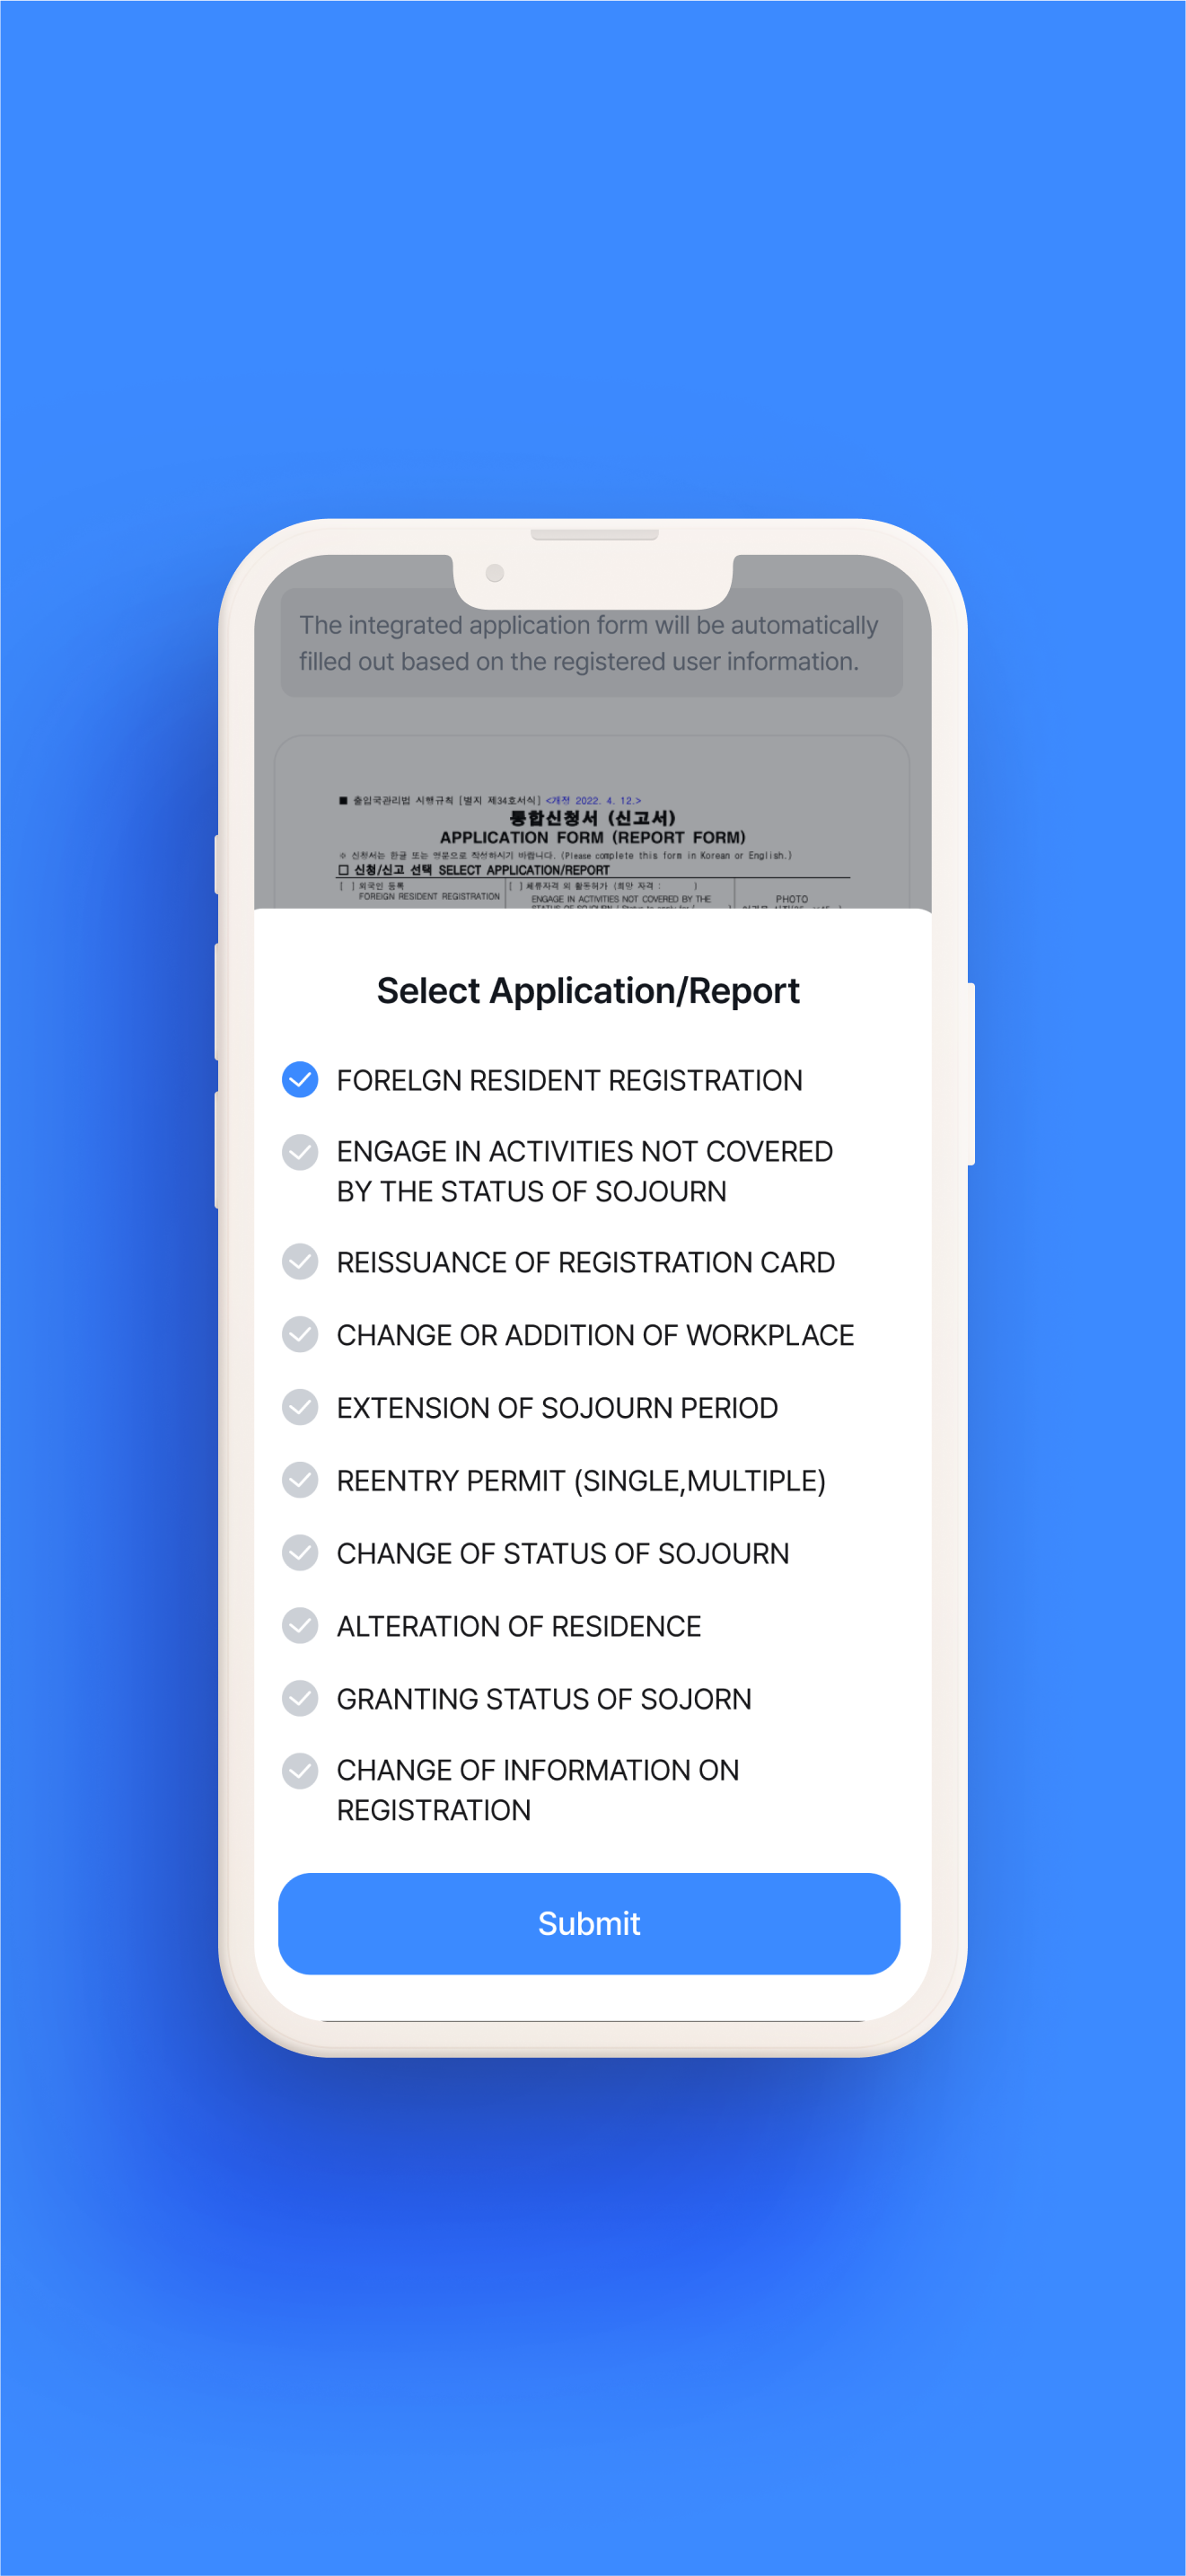 The integrated application form will be automatically
filled out based on the registered user information.
■ 출입국관리법 시행규칙 [별지 제34호서식] <개정 2022. 4. 12.>
통합신청서 (신고서)
APPLICATION FORM (REPORT FORM)
※ 신청서는 한글 또는 영문으로 작성하시기 바랍니다. (Please complete this form in Korean or English.)
□ 신청/신고 선택 SELECT APPLICATION/REPORT
[ ] 외국인 등록
FOREIGN RESIDENT REGISTRATION
[ ] 체류자격 외 활동허가 (희망 자격 : )
ENGAGE IN ACTIVITIES NOT COVERED BY THE
PHOTO
Select Application/Report
FORELGN RESIDENT REGISTRATION
ENGAGE IN ACTIVITIES NOT COVERED
BY THE STATUS OF SOJOURN
REISSUANCE OF REGISTRATION CARD
CHANGE OR ADDITION OF WORKPLACE
EXTENSION OF SOJOURN PERIOD
REENTRY PERMIT (SINGLE,MULTIPLE)
CHANGE OF STATUS OF SOJOURN
ALTERATION OF RESIDENCE
GRANTING STATUS OF SOJORN
CHANGE OF INFORMATION ON
REGISTRATION
Submit